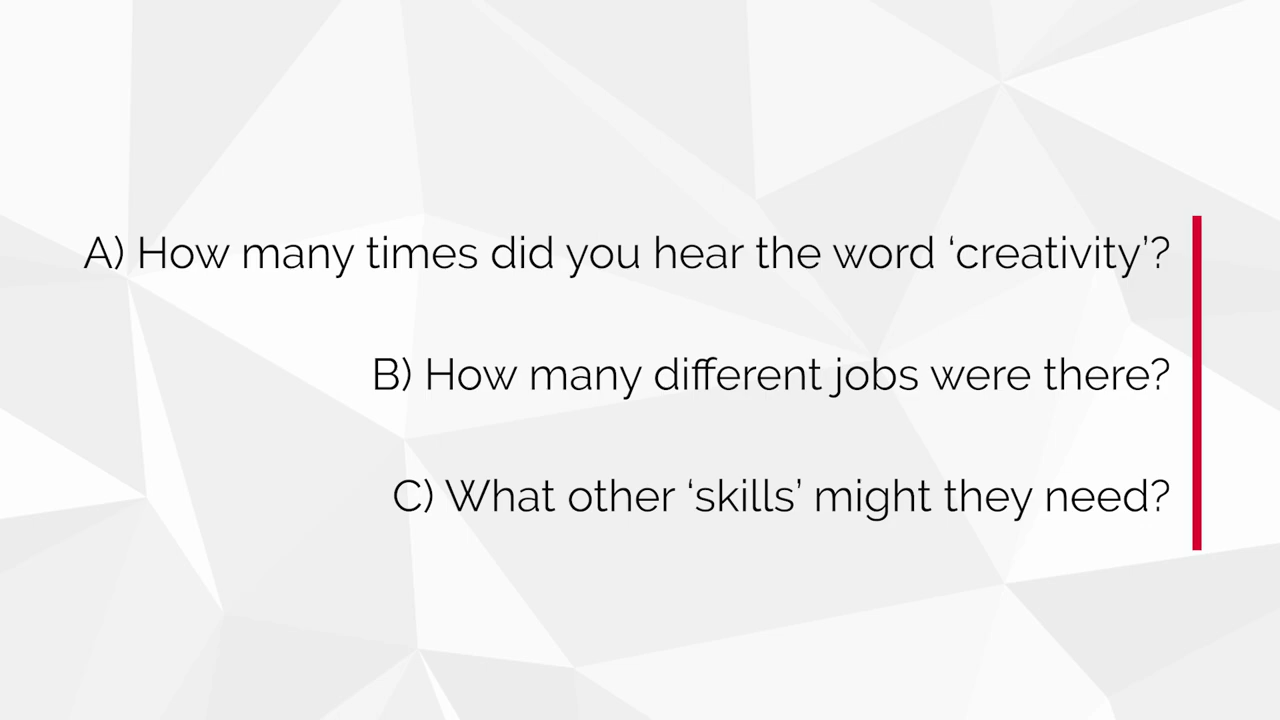 A) How many times did you hear the word ‘creativity’?
B) How many different jobs were there?
C) What other ‘skills’ might they need?